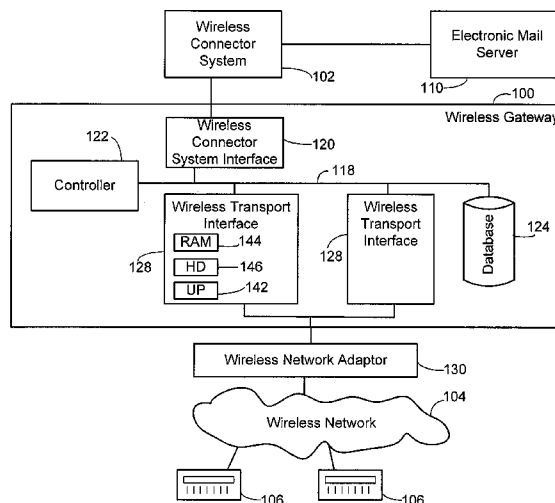 Wireless
Connector
System
102
Electronic Mail
Server
110
100
Wireless Gateway
Wireless
Connector
System Interface
120
122
Controller
118
Wireless Transport
Interface
RAM
144
HD
146
UP
142
128
Wireless
Transport
Interface
128
Database
124
Wireless Network Adaptor
130
104
Wireless Network
106
106